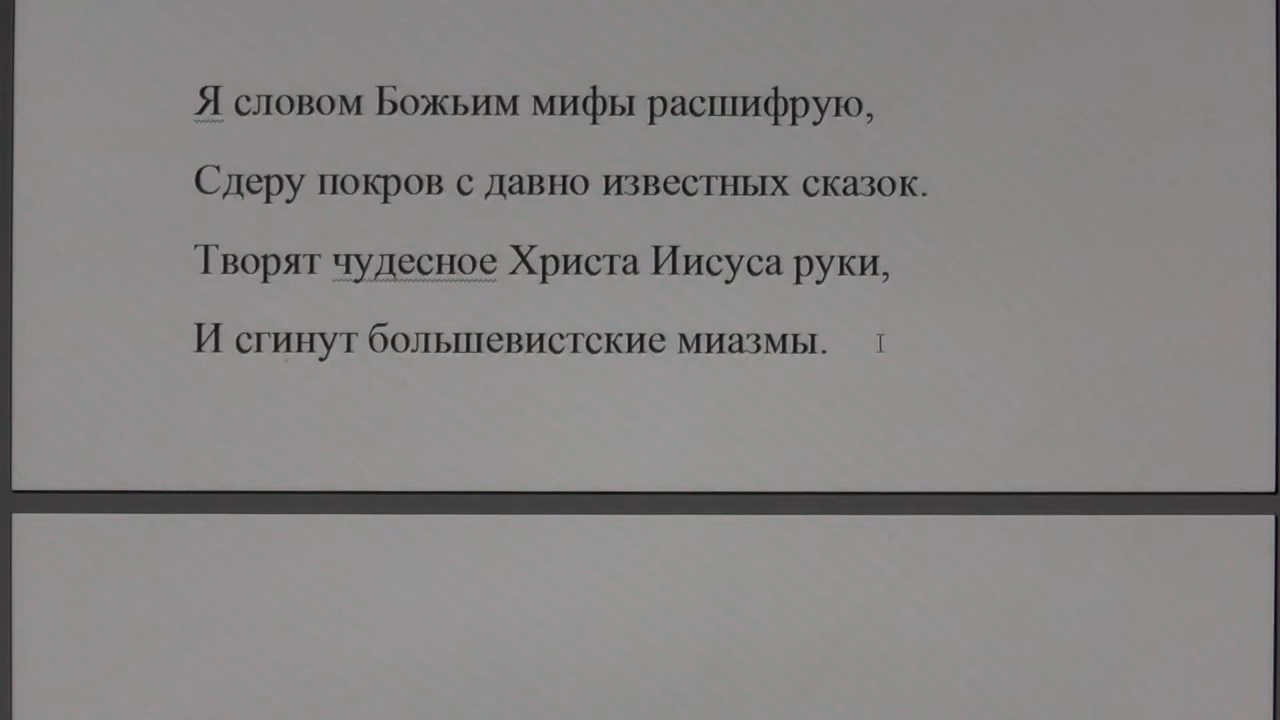 Я словом Божьим мифы расшифрую,
Сдеру покров с давно известных сказок.
Творят чудесное Христа Иисуса руки,
И сгинут большевистские миазмы.